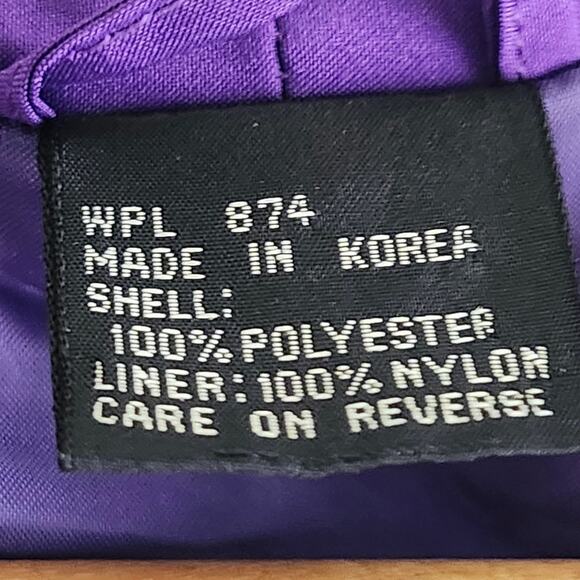 WPL 874
MADE IN KOREA
SHELL:
100% POLYESTER
LINER: 100% NYLON
CARE ON REVERSE